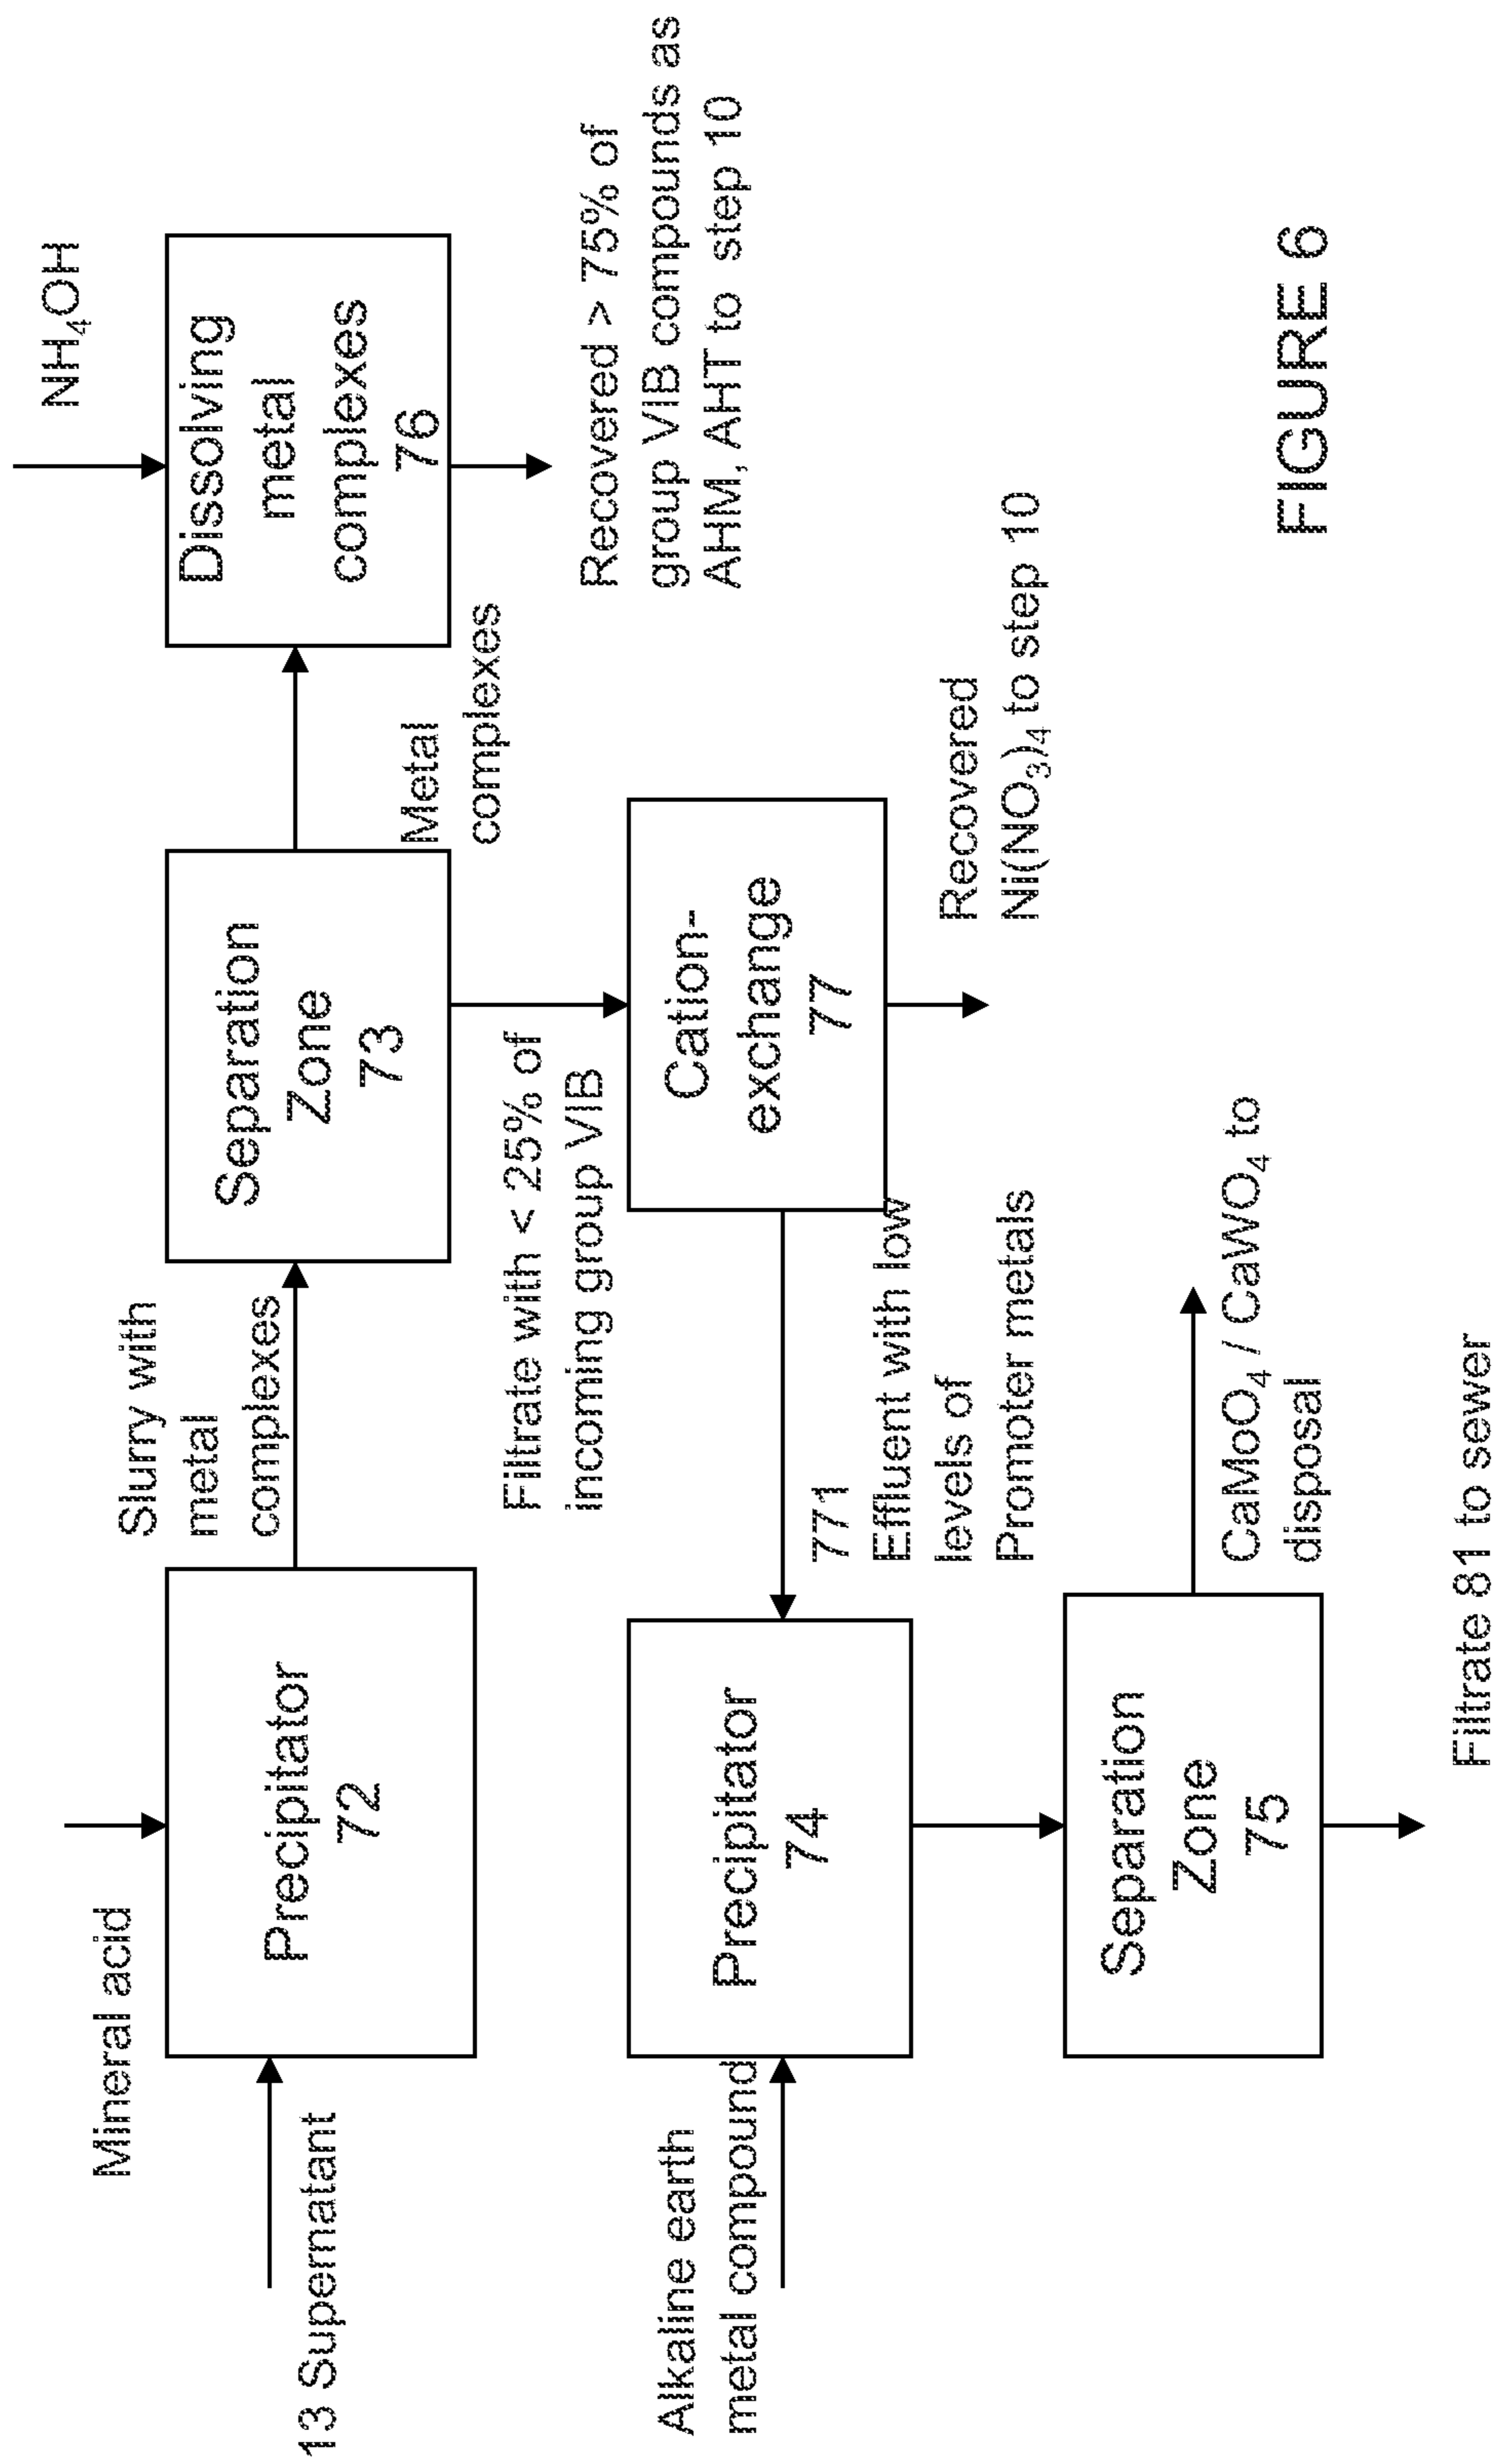 NH₄OH
Mineral acid
Slurry with
metal
complexes
Dissolving
metal
complexes
76
Separation
Zone
73
Precipitator
72
13 Supernatant
Metal
complexes
Recovered > 75% of
group VIB compounds as
AHM, AHT to step 10
Filtrate with < 25% of
incoming group VIB
Cation-
exchange
77
Precipitator
74
Alkaline earth
metal compound
771
Effluent with low
levels of
Promoter metals
Recovered
Ni(NO₃)₄ to step 10
Separation
Zone
75
CaMoO₄ / CaWO₄ to
disposal
Filtrate 81 to sewer
FIGURE 6